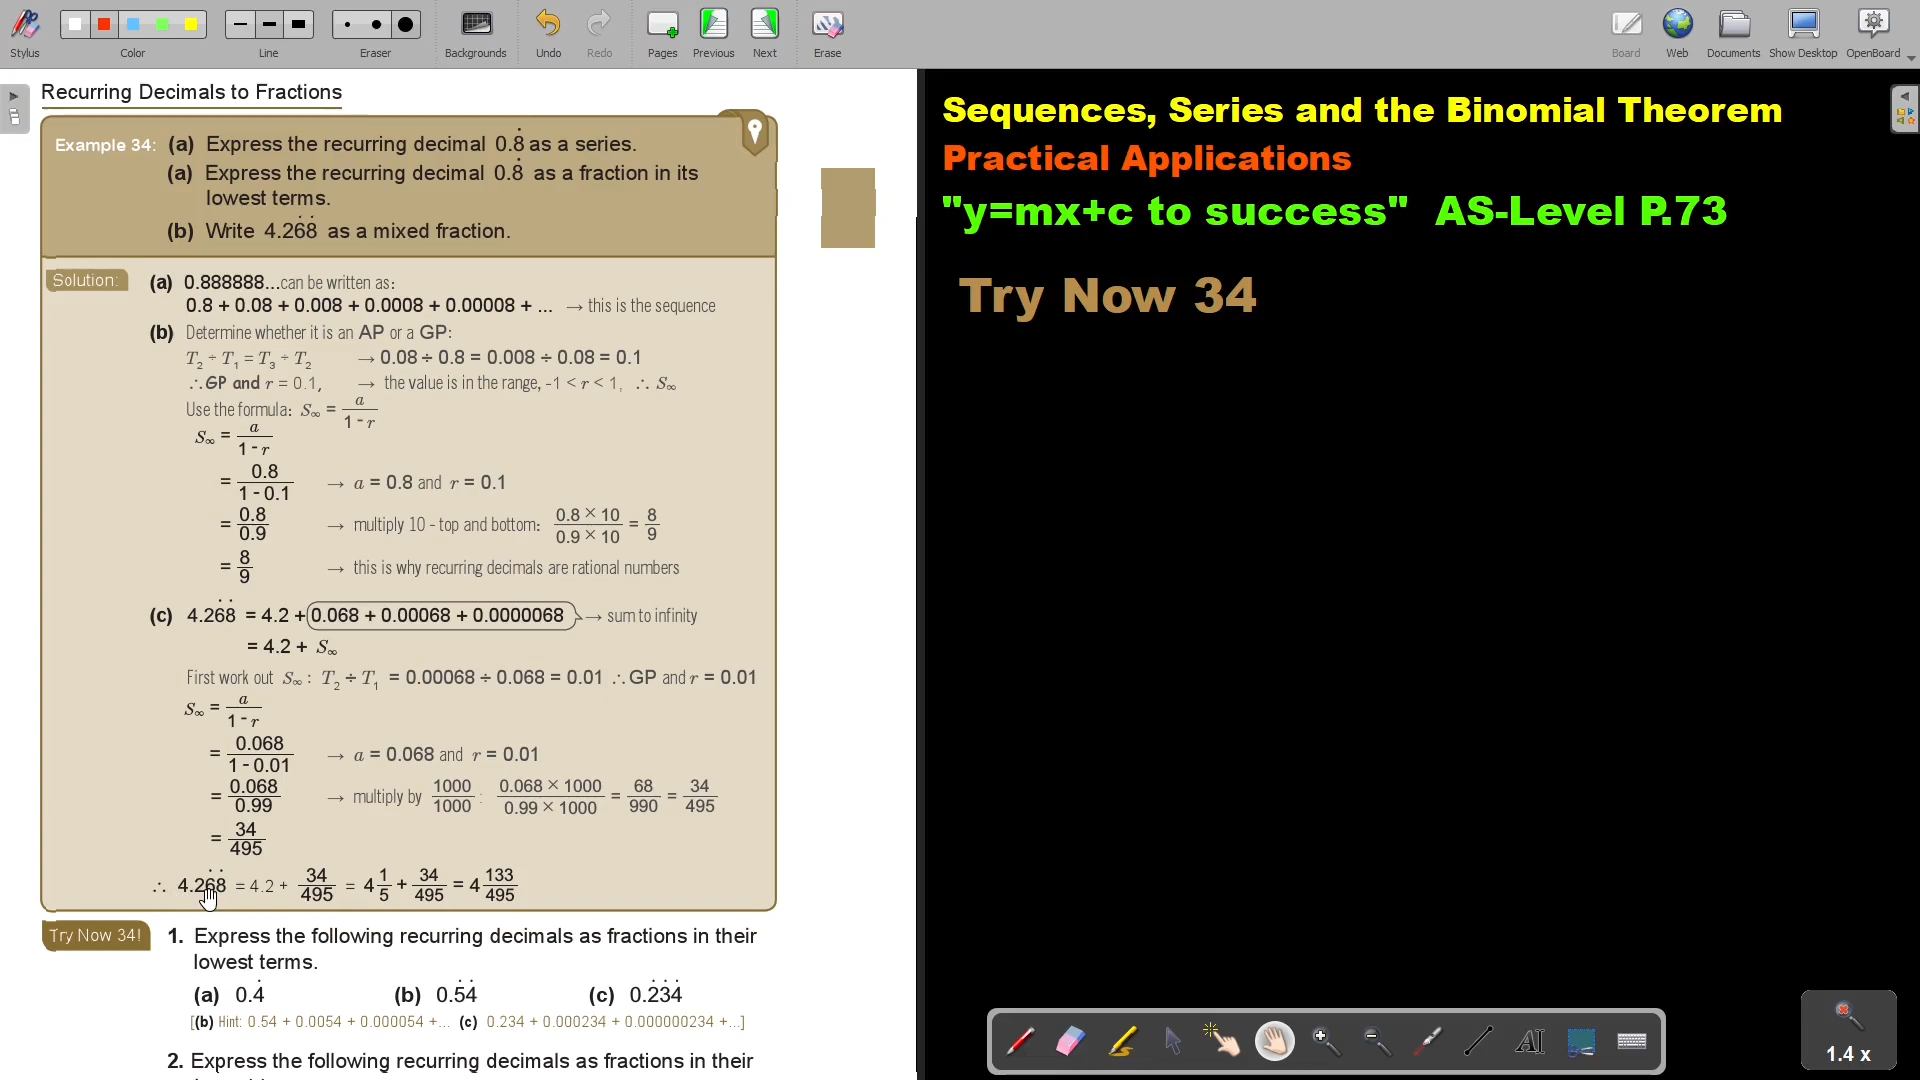 Stylus Color Line Eraser Backgrounds Undo Redo Pages Previous Next Erase Board Web Documents Show Desktop OpenBoard
Recurring Decimals to Fractions
Example 34: (a) Express the recurring decimal 0.8̇ as a series.
(a) Express the recurring decimal 0.8̇ as a fraction in its
lowest terms.
(b) Write 4.26̇8̇ as a mixed fraction.
Solution: (a) 0.888888...can be written as:
0.8 + 0.08 + 0.008 + 0.0008 + 0.00008 + ... → this is the sequence
(b) Determine whether it is an AP or a GP:
T₂ ÷ T₁ = T₃ ÷ T₂ → 0.08 ÷ 0.8 = 0.008 ÷ 0.08 = 0.1
∴GP and r = 0.1, → the value is in the range, -1 < r < 1, ∴ S∞
Use the formula: S∞ = a/(1 - r)
S∞ = a/(1 - r)
= 0.8/(1 - 0.1) → a = 0.8 and r = 0.1
= 0.8/0.9 → multiply 10 - top and bottom: (0.8 × 10)/(0.9 × 10) = 8/9
= 8/9 → this is why recurring decimals are rational numbers
(c) 4.26̇8̇ = 4.2 + 0.068 + 0.00068 + 0.0000068 → sum to infinity
= 4.2 + S∞
First work out S∞ : T₂ ÷ T₁ = 0.00068 ÷ 0.068 = 0.01 ∴GP and r = 0.01
S∞ = a/(1 - r)
= 0.068/(1 - 0.01) → a = 0.068 and r = 0.01
= 0.068/0.99 → multiply by 1000/1000 : (0.068 × 1000)/(0.99 × 1000) = 68/990 = 34/495
= 34/495
∴ 4.26̇8̇ = 4.2 + 34/495 = 4 1/5 + 34/495 = 4 133/495
Try Now 34! 1. Express the following recurring decimals as fractions in their
lowest terms.
(a) 0.4̇ (b) 0.5̇4̇ (c) 0.2̇3̇4̇
[(b) Hint: 0.54 + 0.0054 + 0.000054 +... (c) 0.234 + 0.000234 + 0.000000234 +...]
2. Express the following recurring decimals as fractions in their
Sequences, Series and the Binomial Theorem
Practical Applications
"y=mx+c to success" AS-Level P.73
Try Now 34
AI
1.4 x